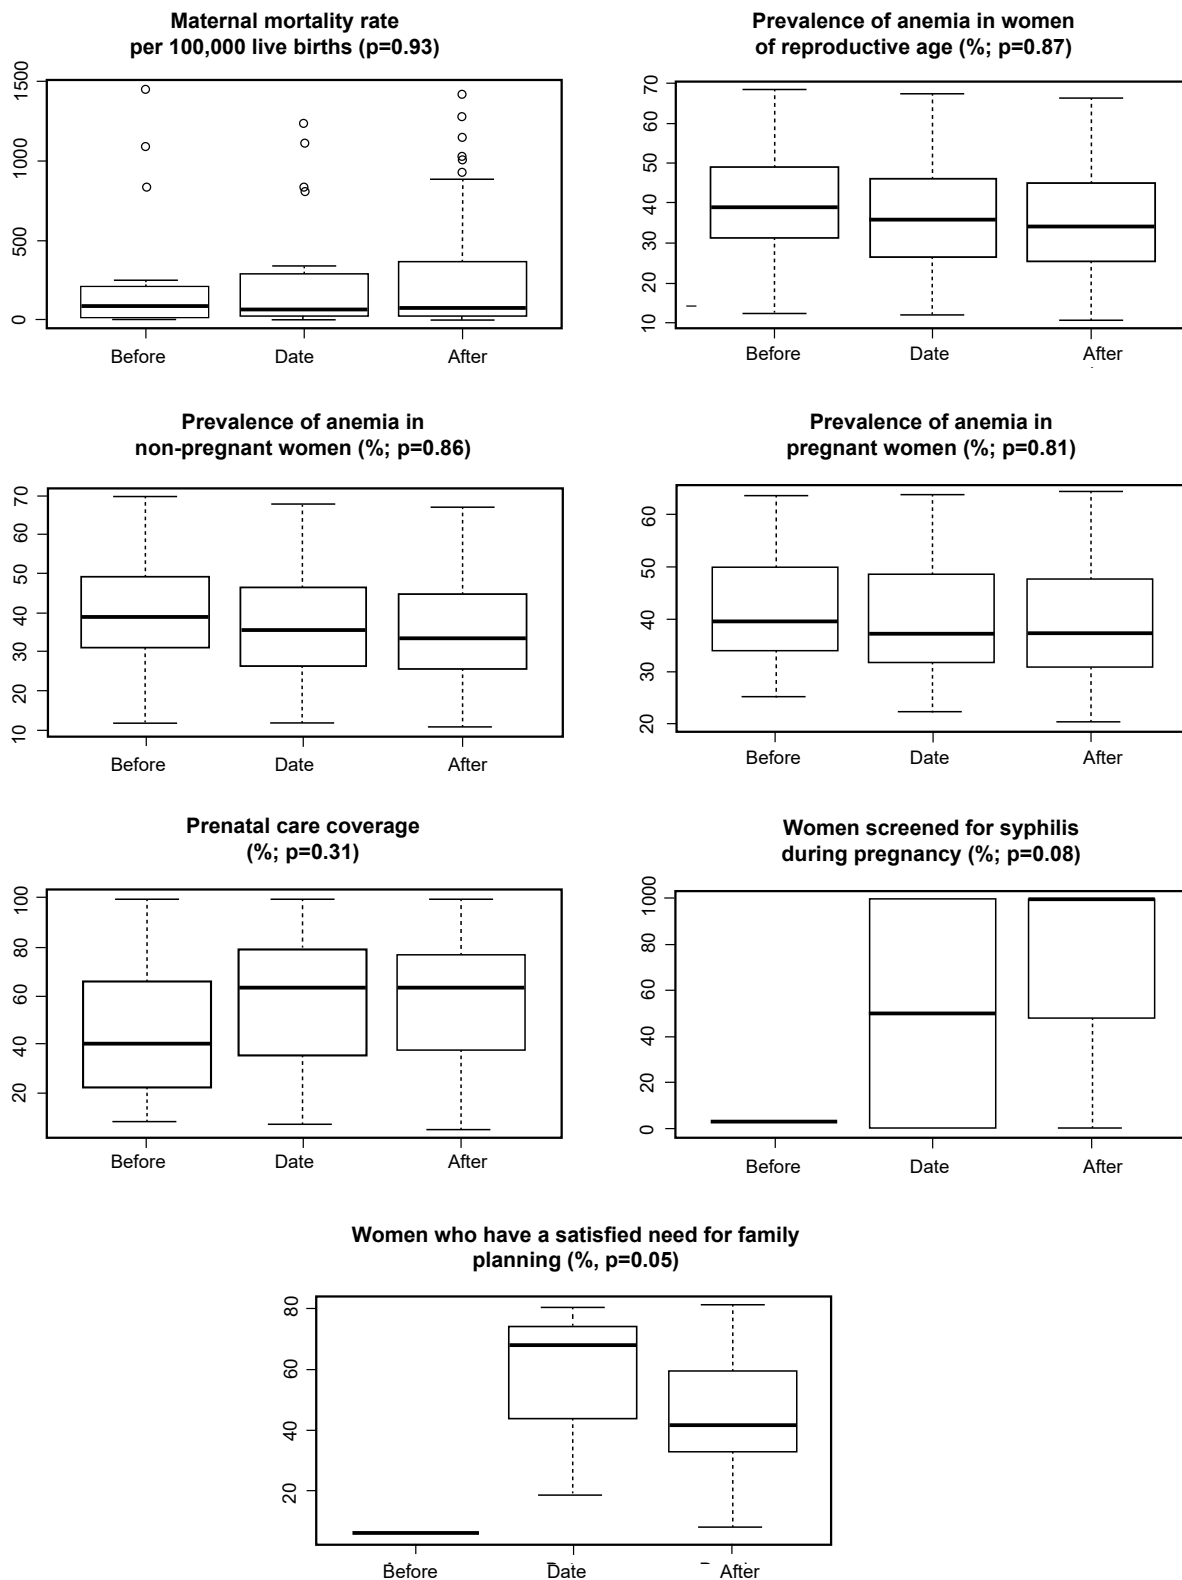 Maternal mortality rate
per 100,000 live births (p=0.93)
1500
1000
500
0
Before Date After
Prevalence of anemia in women
of reproductive age (%; p=0.87)
70
60
50
40
30
20
10
Before Date After
Prevalence of anemia in
non-pregnant women (%; p=0.86)
70
60
50
40
30
20
10
Before Date After
Prevalence of anemia in
pregnant women (%; p=0.81)
60
50
40
30
20
Before Date After
Prenatal care coverage
(%; p=0.31)
100
80
60
40
20
Before Date After
Women screened for syphilis
during pregnancy (%; p=0.08)
1000
80
60
40
20
0
Before Date After
Women who have a satisfied need for family
planning (%, p=0.05)
80
60
40
20
Before Date After